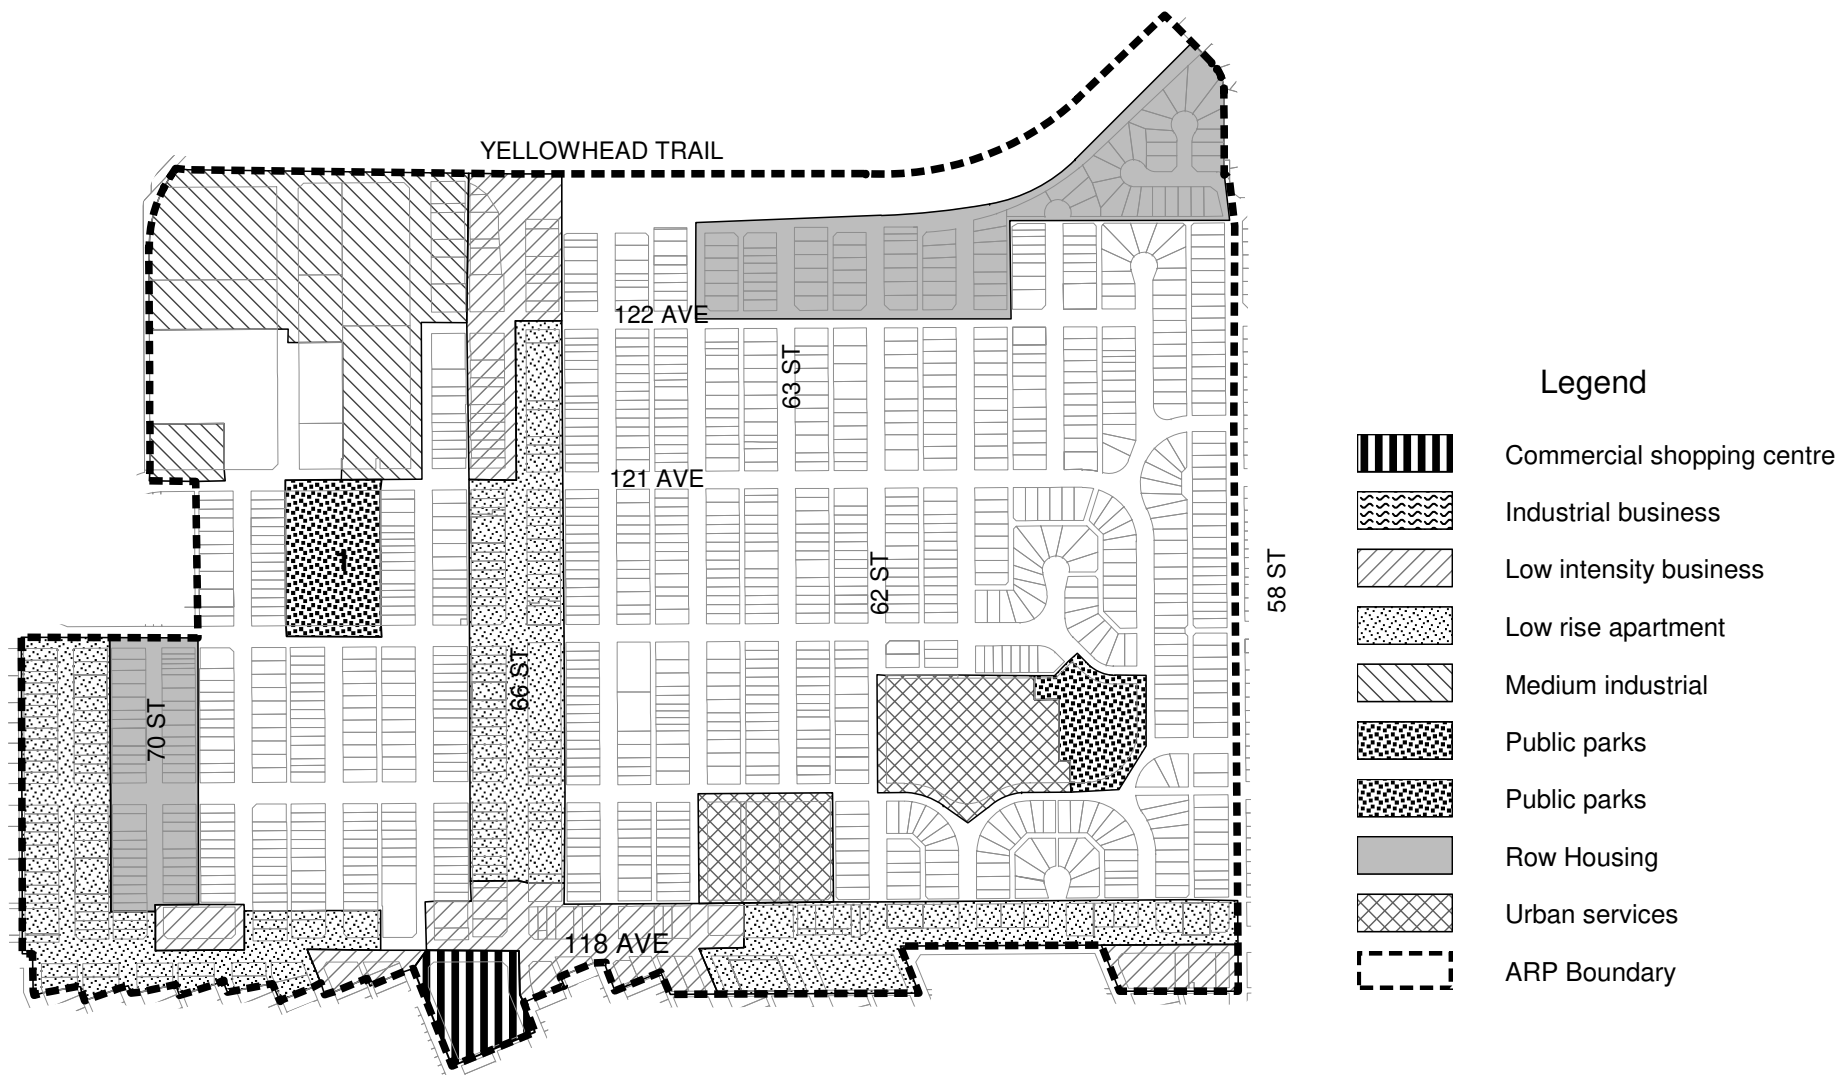 YELLOWHEAD TRAIL
122 AVE
63 ST
121 AVE
1
62 ST
58 ST
66 ST
70 ST
118 AVE
Legend
Commercial shopping centre
Industrial business
Low intensity business
Low rise apartment
Medium industrial
Public parks
Public parks
Row Housing
Urban services
ARP Boundary